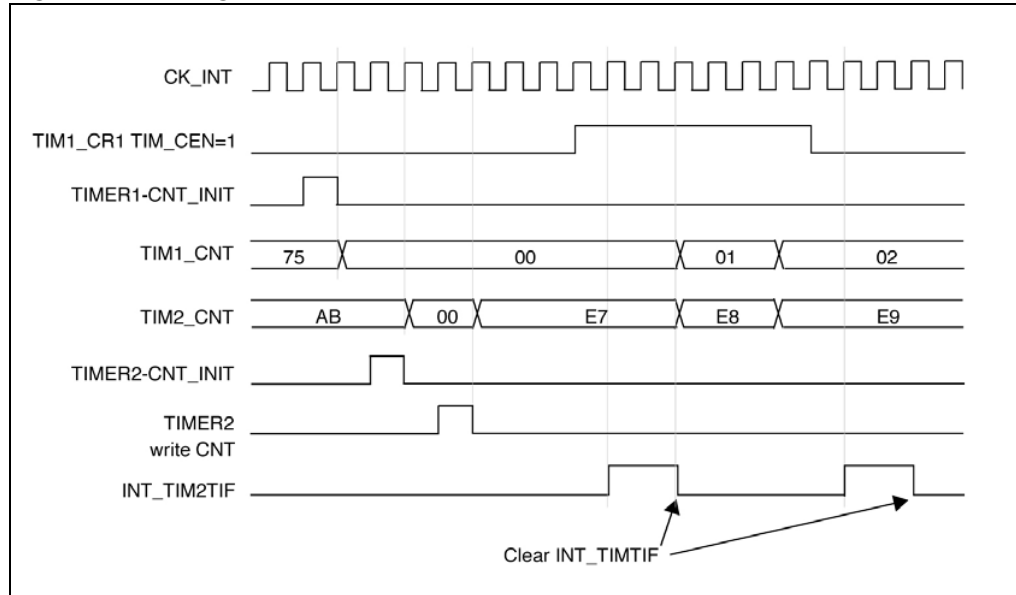 CK_INT
TIM1_CR1 TIM_CEN=1
TIMER1-CNT_INIT
TIM1_CNT
75
00
01
02
TIM2_CNT
AB
00
E7
E8
E9
TIMER2-CNT_INIT
TIMER2
write CNT
INT_TIM2TIF
Clear INT_TIMTIF